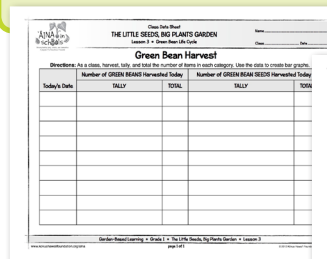 'ĀINA in
SCHOOLS
Class Data Sheet
THE LITTLE SEEDS, BIG PLANTS GARDEN
Lesson 3 • Green Bean Life Cycle
Name
Class Date
Green Bean Harvest
Directions: As a class, harvest, tally, and total the number of items in each category. Use the data to create bar graphs.
Number of GREEN BEANS Harvested Today Number of GREEN BEAN SEEDS Harvested Today
Today's Date TALLY TOTAL TALLY TOTAL
Garden-Based Learning • Grade 1 • The Little Seeds, Big Plants Garden • Lesson 3
page 1 of 1